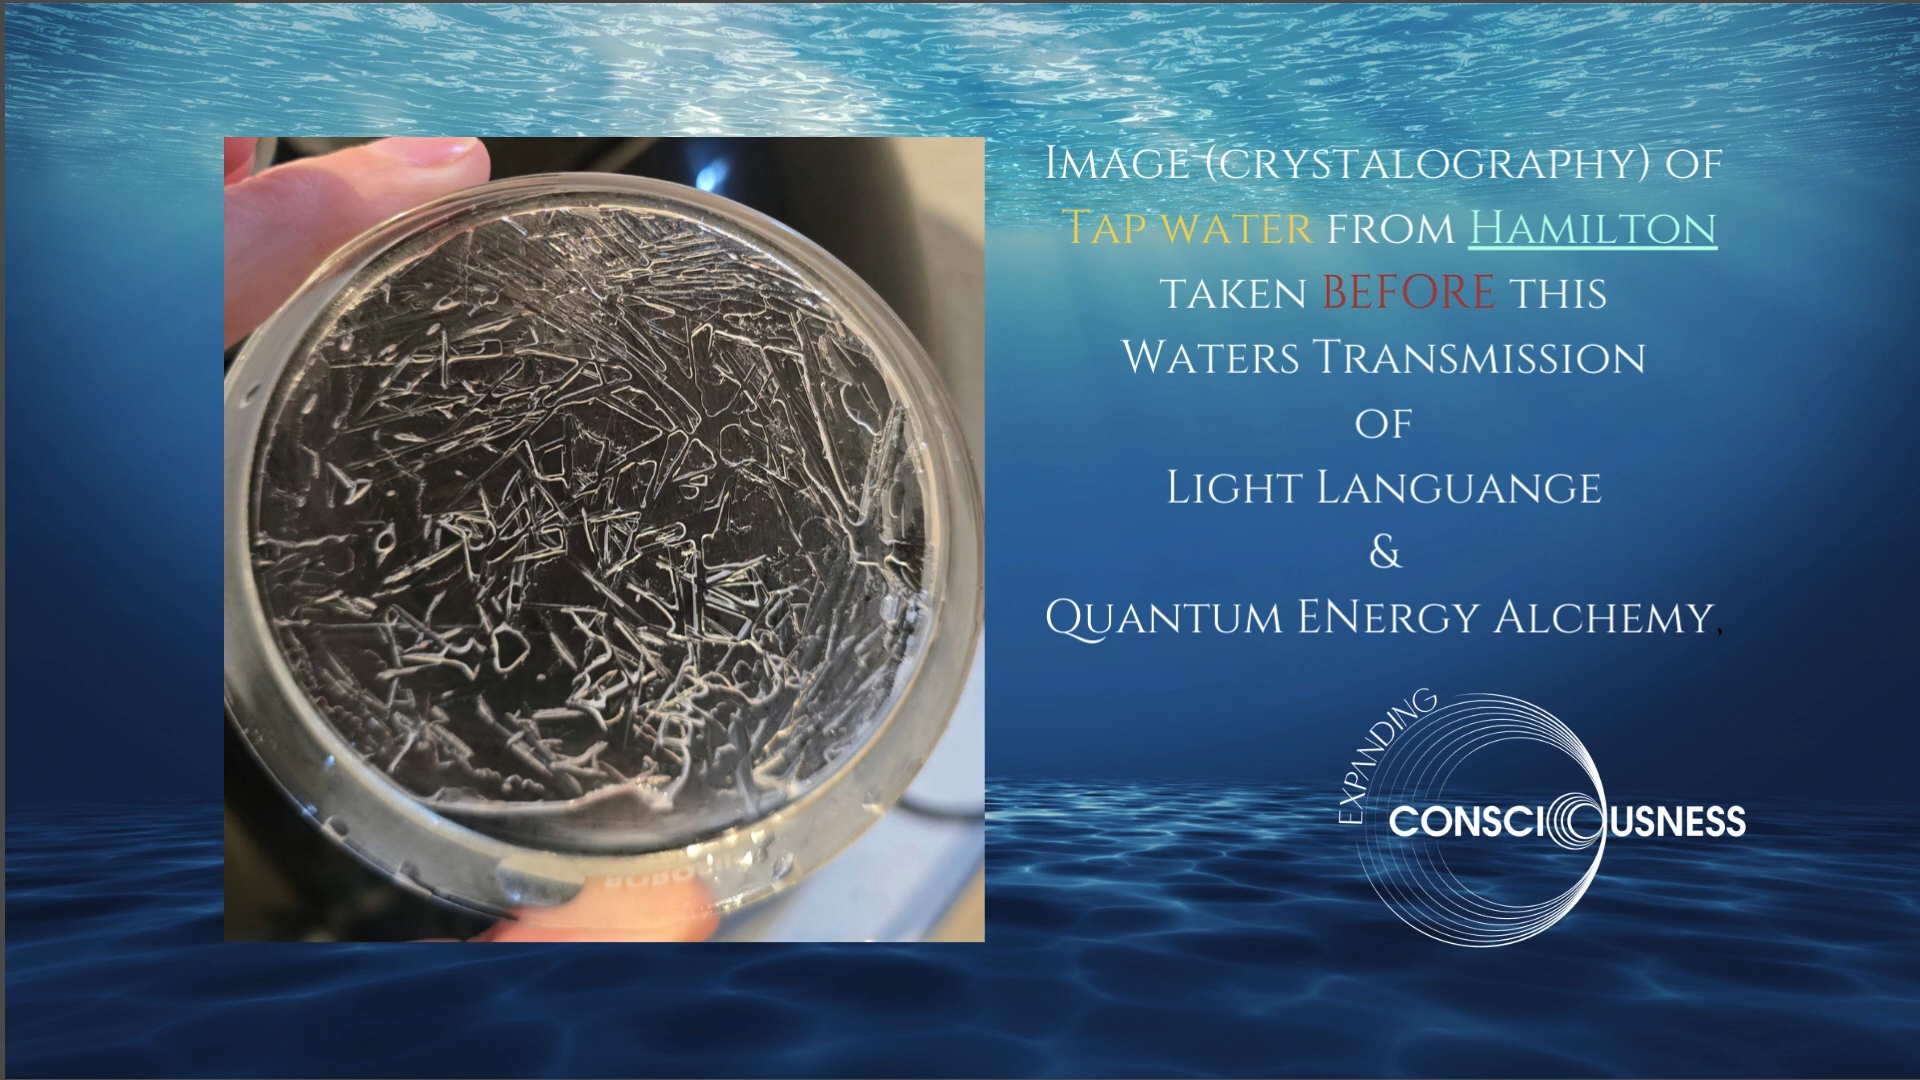 Image (crystalography) of
Tap water from Hamilton
taken BEFORE this
Waters Transmission
of
Light Languange
&
Quantum ENergy Alchemy,
EXPANDING
CONSCIOUSNESS